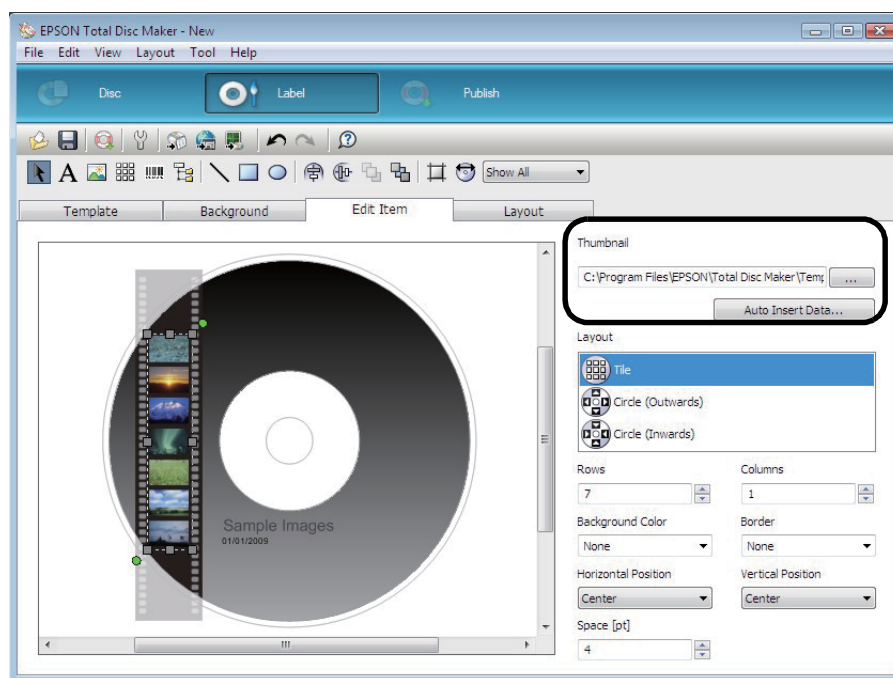 EPSON Total Disc Maker - New
File Edit View Layout Tool Help
Disc Label Publish
A Show All
Template Background Edit Item Layout
Thumbnail
C:\Program Files\EPSON\Total Disc Maker\Temp ...
Auto Insert Data...
Layout
Tile
Circle (Outwards)
Circle (Inwards)
Rows Columns
7 1
Background Color Border
None None
Horizontal Position Vertical Position
Center Center
Space [pt]
4
Sample Images
01/01/2009